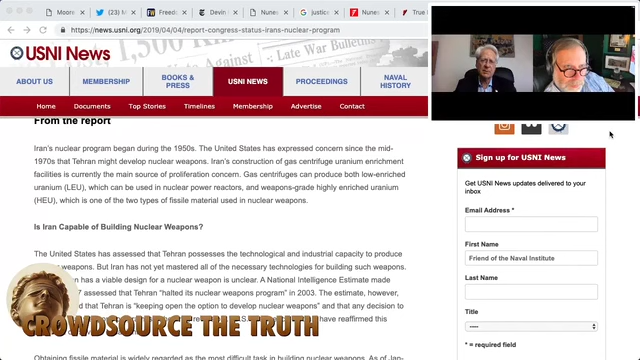 Moors
(23) M
Freedo
Devin
Nunes
justice
Nunes
True
https://news.usni.org/2019/04/04/report-congress-status-irans-nuclear-program
USNI News
Late War Bulletins
ABOUT US
MEMBERSHIP
BOOKS & PRESS
USNI NEWS
PROCEEDINGS
NAVAL HISTORY
Home Documents Top Stories Timelines Membership Advertise Contact
From the report
Iran's nuclear program began during the 1950s. The United States has expressed concern since the mid-
1970s that Tehran might develop nuclear weapons. Iran's construction of gas centrifuge uranium enrichment
facilities is currently the main source of proliferation concern. Gas centrifuges can produce both low-enriched
uranium (LEU), which can be used in nuclear power reactors, and weapons-grade highly enriched uranium
(HEU), which is one of the two types of fissile material used in nuclear weapons.
Is Iran Capable of Building Nuclear Weapons?
The United States has assessed that Tehran possesses the technological and industrial capacity to produce
weapons. But Iran has not yet mastered all of the necessary technologies for building such weapons.
an has a viable design for a nuclear weapon is unclear. A National Intelligence Estimate made
7 assessed that Tehran "halted its nuclear weapons program" in 2003. The estimate, however,
d that Tehran is "keeping open the option to develop nuclear weapons" and that any decision to
have reaffirmed this
Obtaining fissile material is widely regarded as the most difficult task in building nuclear weapons. As of Jan-
CROWDSOURCE THE TRUTH
Sign up for USNI News
Get USNI News updates delivered to your
inbox
Email Address *
First Name
Friend of the Naval Institute
Last Name
Title
-----
* = required field